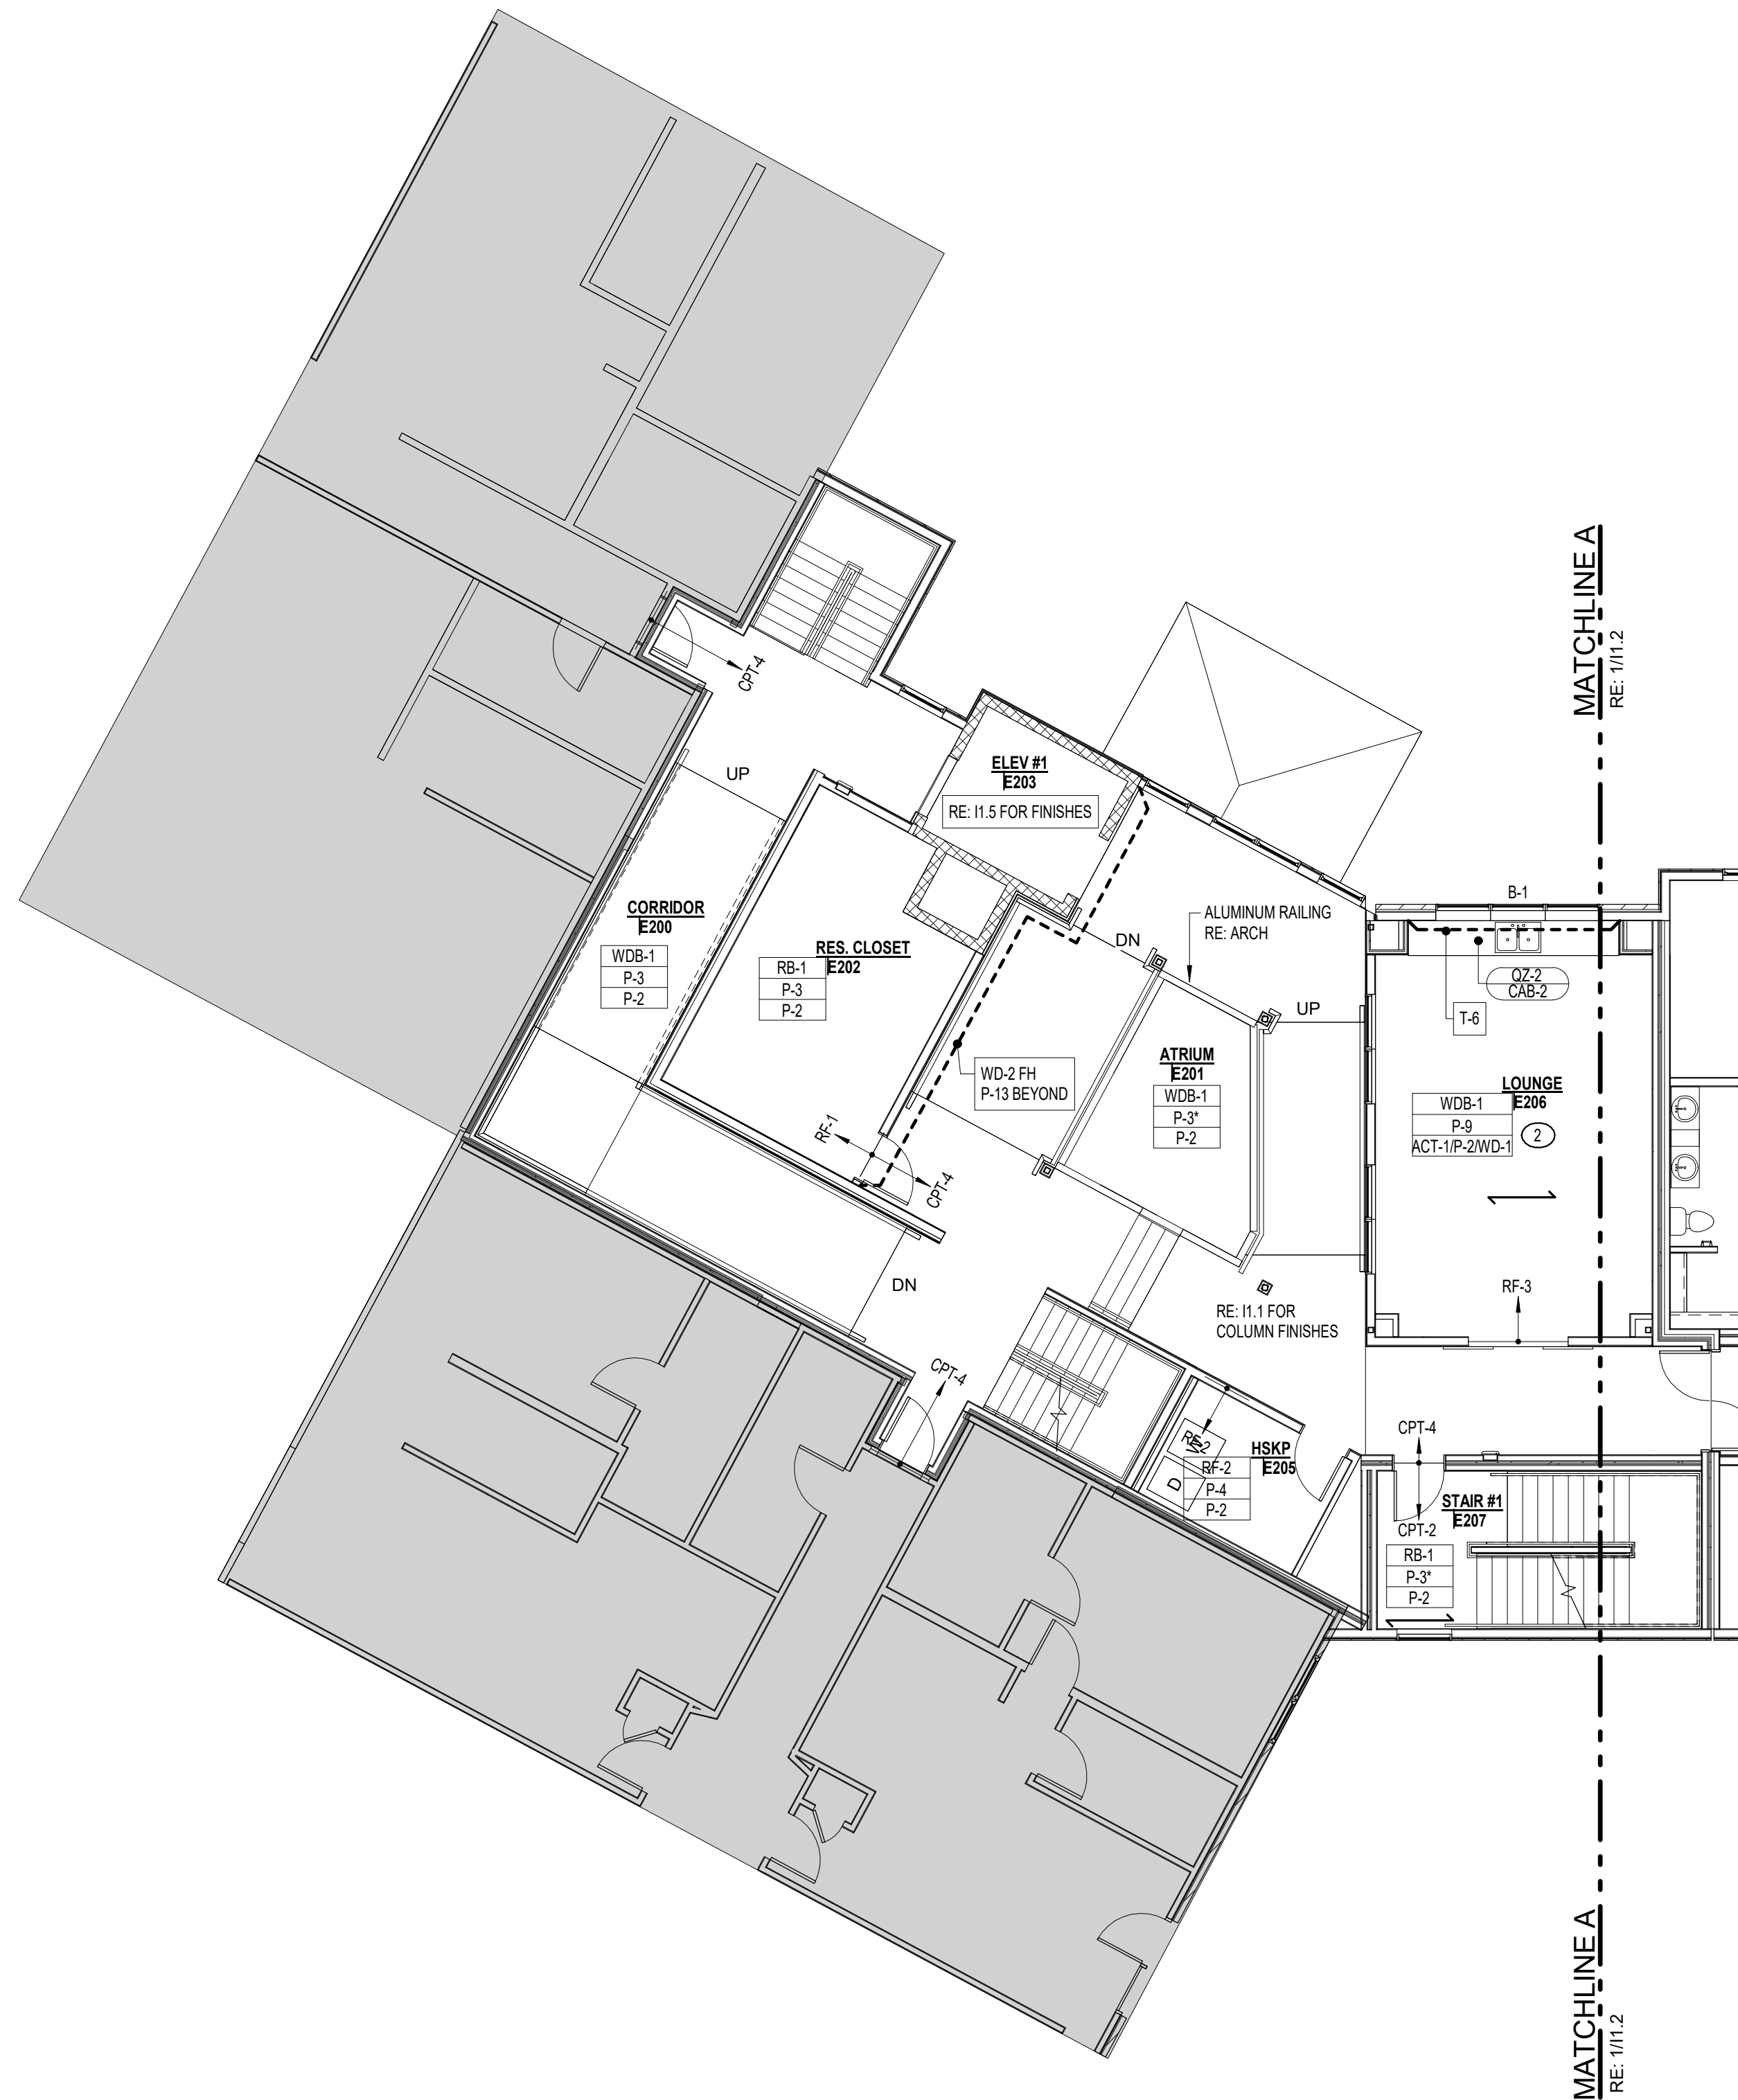 MATCHLINE A
RE: 1/I1.2
CPT-4
UP
ELEV #1
E203
RE: I1.5 FOR FINISHES
B-1
CORRIDOR
E200
WDB-1
P-3
P-2
RES. CLOSET
E202
RB-1
P-3
P-2
ALUMINUM RAILING
RE: ARCH
DN
UP
QZ-2
CAB-2
T-6
ATRIUM
E201
WDB-1
P-3*
P-2
WD-2 FH
P-13 BEYOND
LOUNGE
E206
WDB-1
P-9
ACT-1/P-2/WD-1
2
RF-1
CPT-4
DN
RF-3
RE: I1.1 FOR
COLUMN FINISHES
CPT-4
CPT-4
RF-2
W
D
HSKP
E205
RF-2
P-4
P-2
STAIR #1
E207
CPT-2
RB-1
P-3*
P-2
MATCHLINE A
RE: 1/I1.2